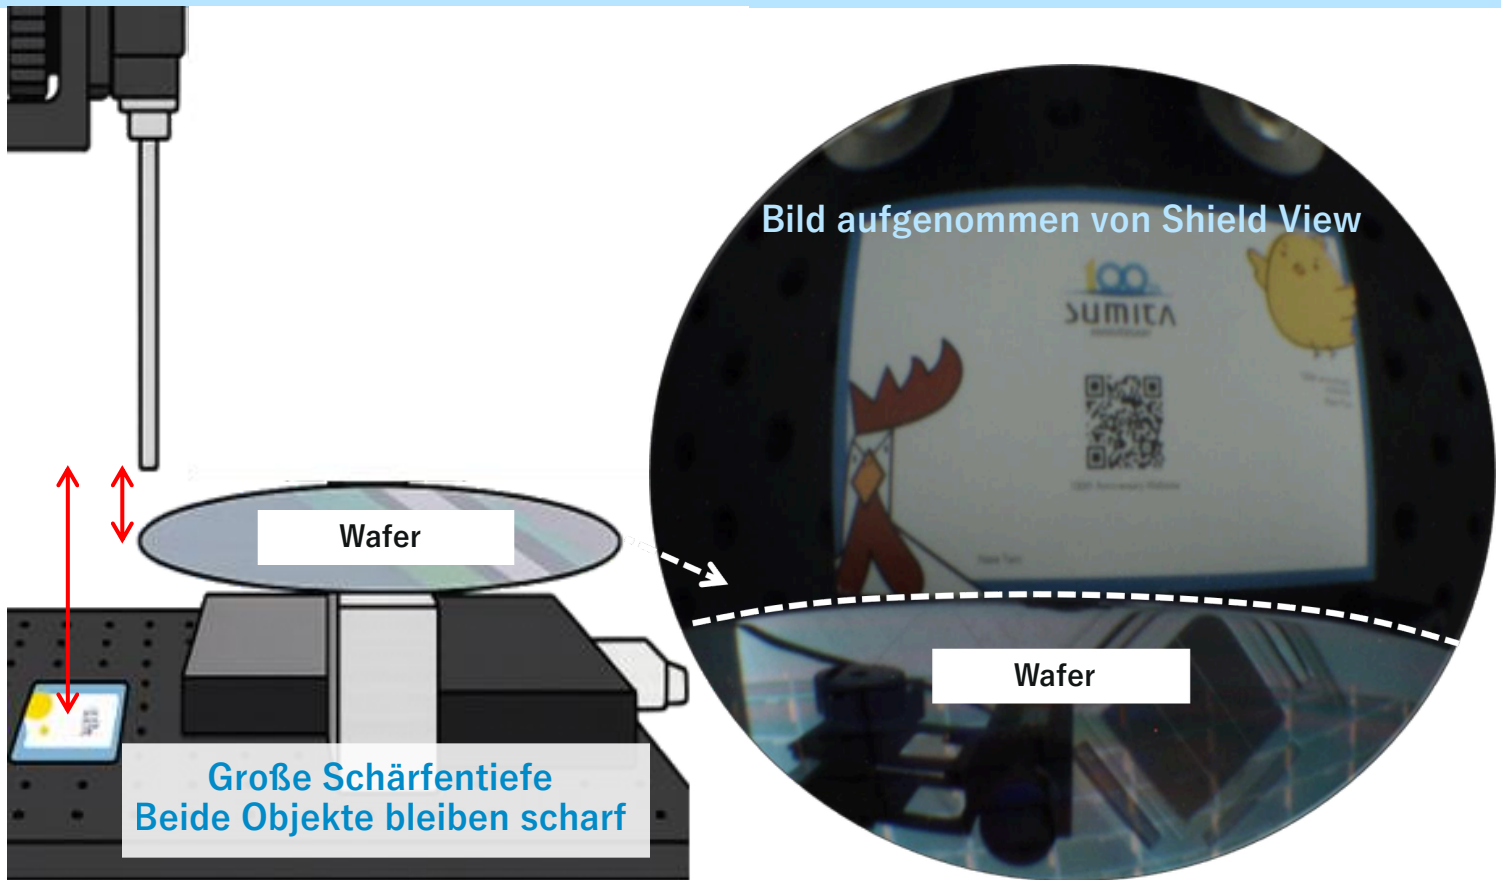 Bild aufgenommen von Shield View
100
SUMITA
Wafer
Wafer
Große Schärfentiefe
Beide Objekte bleiben scharf